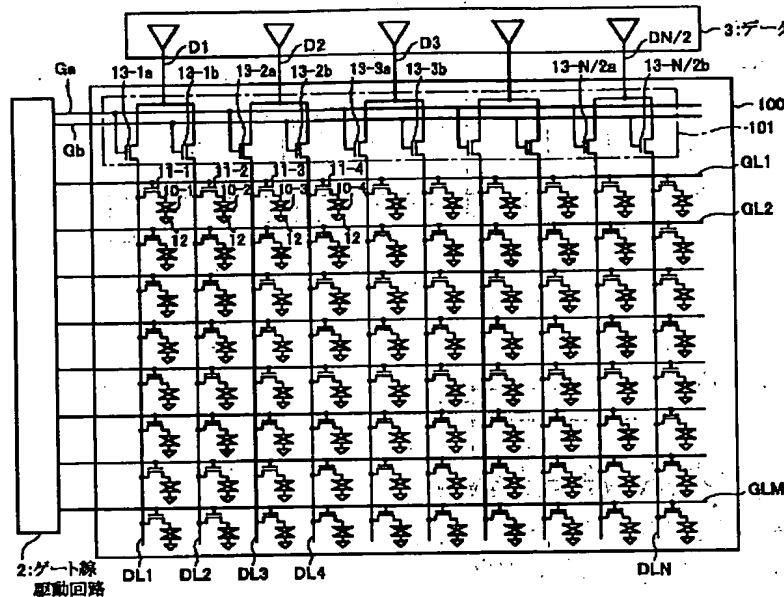 3:データ
D1
D2
D3
DN/2
13-1a
13-1b
13-2a
13-2b
13-3a
13-3b
13-N/2a
13-N/2b
Ga
Gb
100
101
11-1
11-2
11-3
11-4
GL1
10-1
10-2
10-3
10-4
GL2
12
12
12
12
GLM
2:ゲート線
駆動回路
DL1
DL2
DL3
DL4
DLN